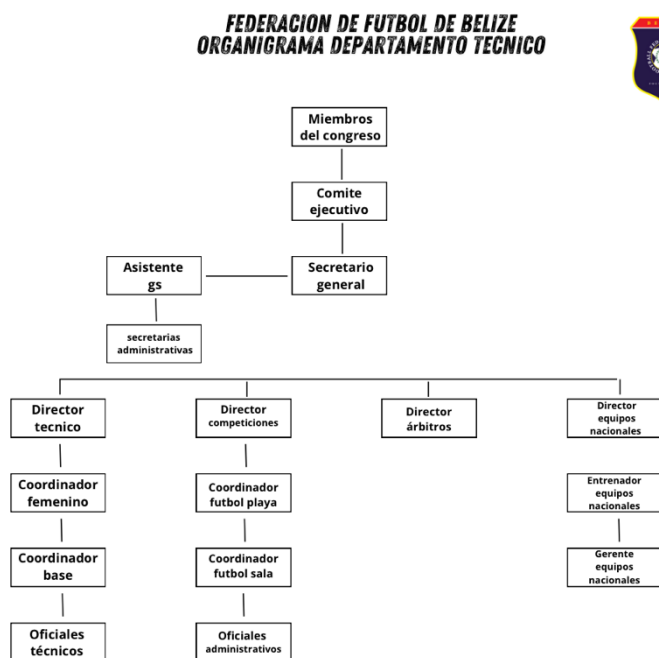 FEDERACION DE FUTBOL DE BELIZE
ORGANIGRAMA DEPARTAMENTO TECNICO
Miembros
del congreso
Comite
ejecutivo
Asistente
gs
Secretario
general
secretarias
administrativas
Director
tecnico
Director
competiciones
Director
árbitros
Director
equipos
nacionales
Coordinador
femenino
Coordinador
futbol playa
Entrenador
equipos
nacionales
Coordinador
base
Coordinador
futbol sala
Gerente
equipos
nacionales
Oficiales
técnicos
Oficiales
administrativos